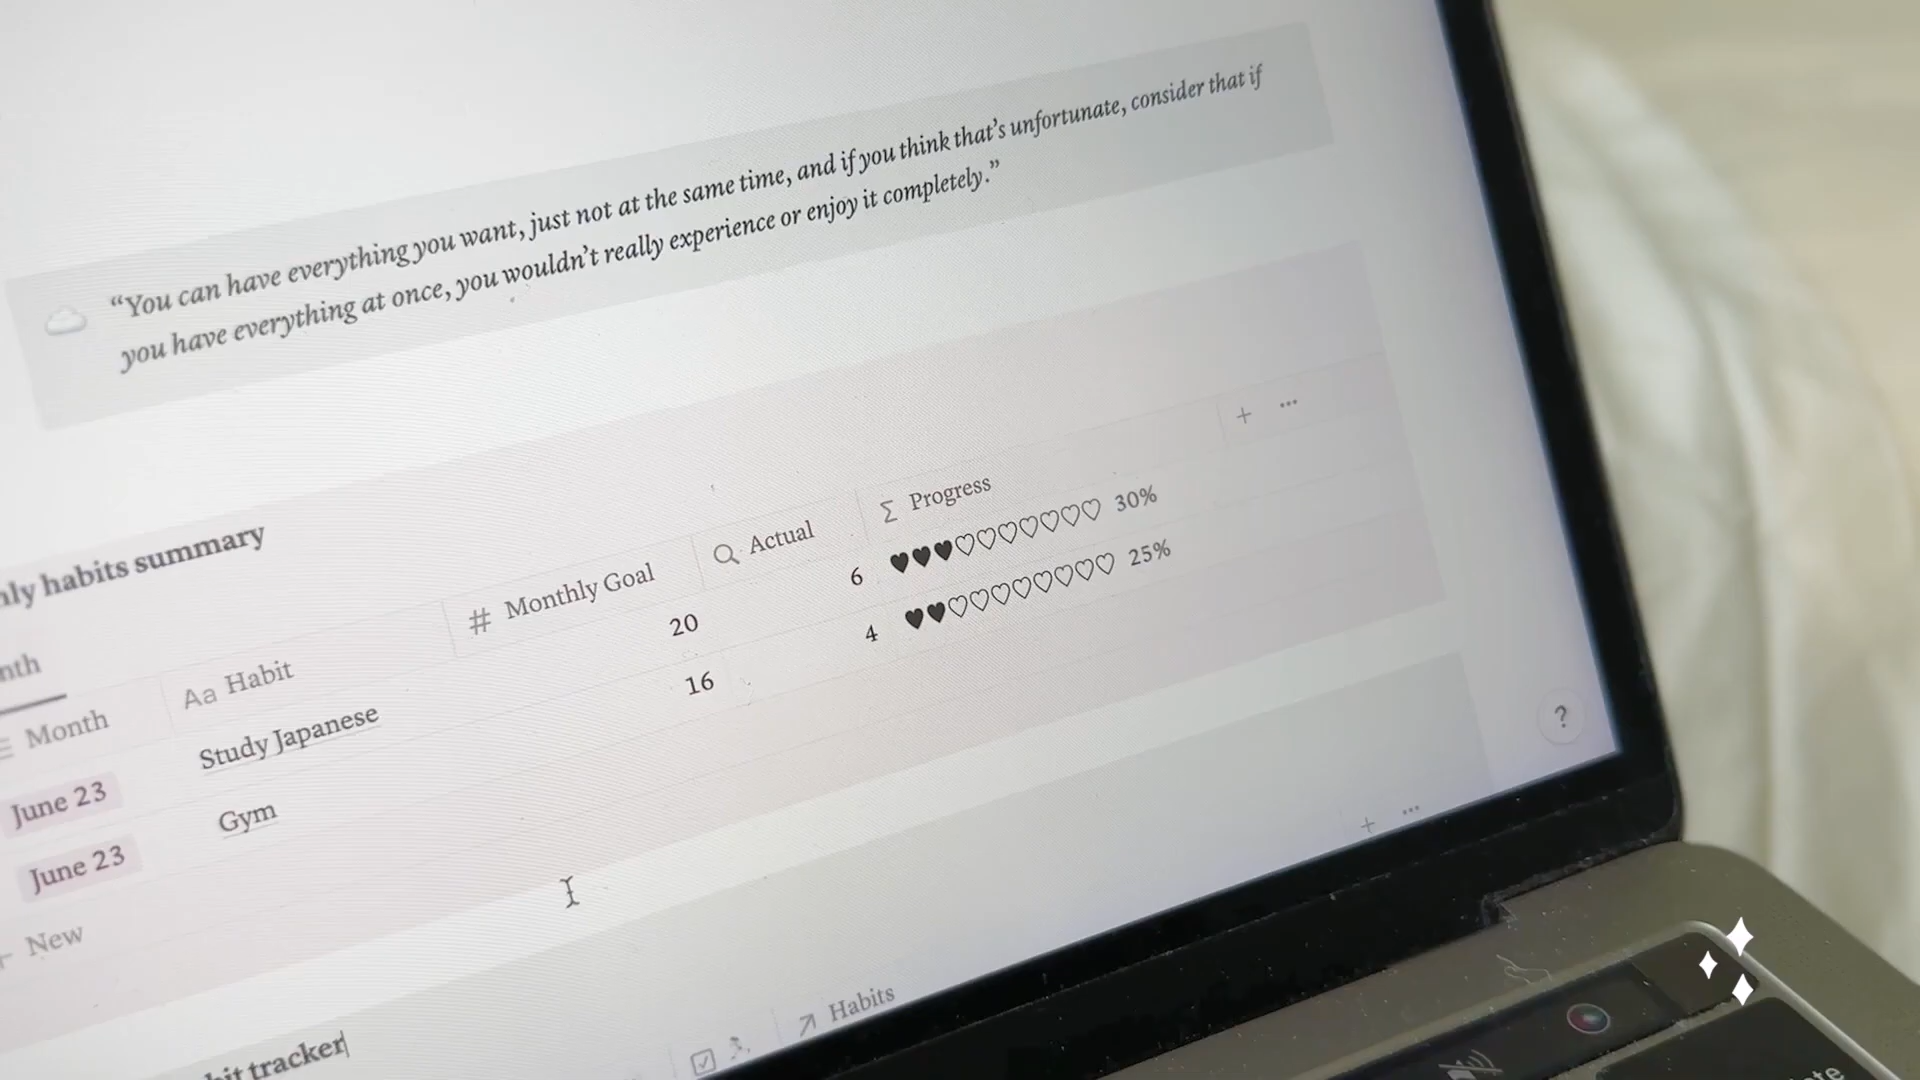 “You can have everything you want, just not at the same time, and if you think that’s unfortunate, consider that if
you have everything at once, you wouldn’t really experience or enjoy it completely.”
habits summary
Month
Aa Habit
# Monthly Goal
Actual
∑ Progress
June 23
Study Japanese
20
6
♥♥♥♡♡♡♡♡♡♡ 30%
June 23
Gym
16
4
♥♥♡♡♡♡♡♡♡♡ 25%
+ New
tracker
↗ Habits
?